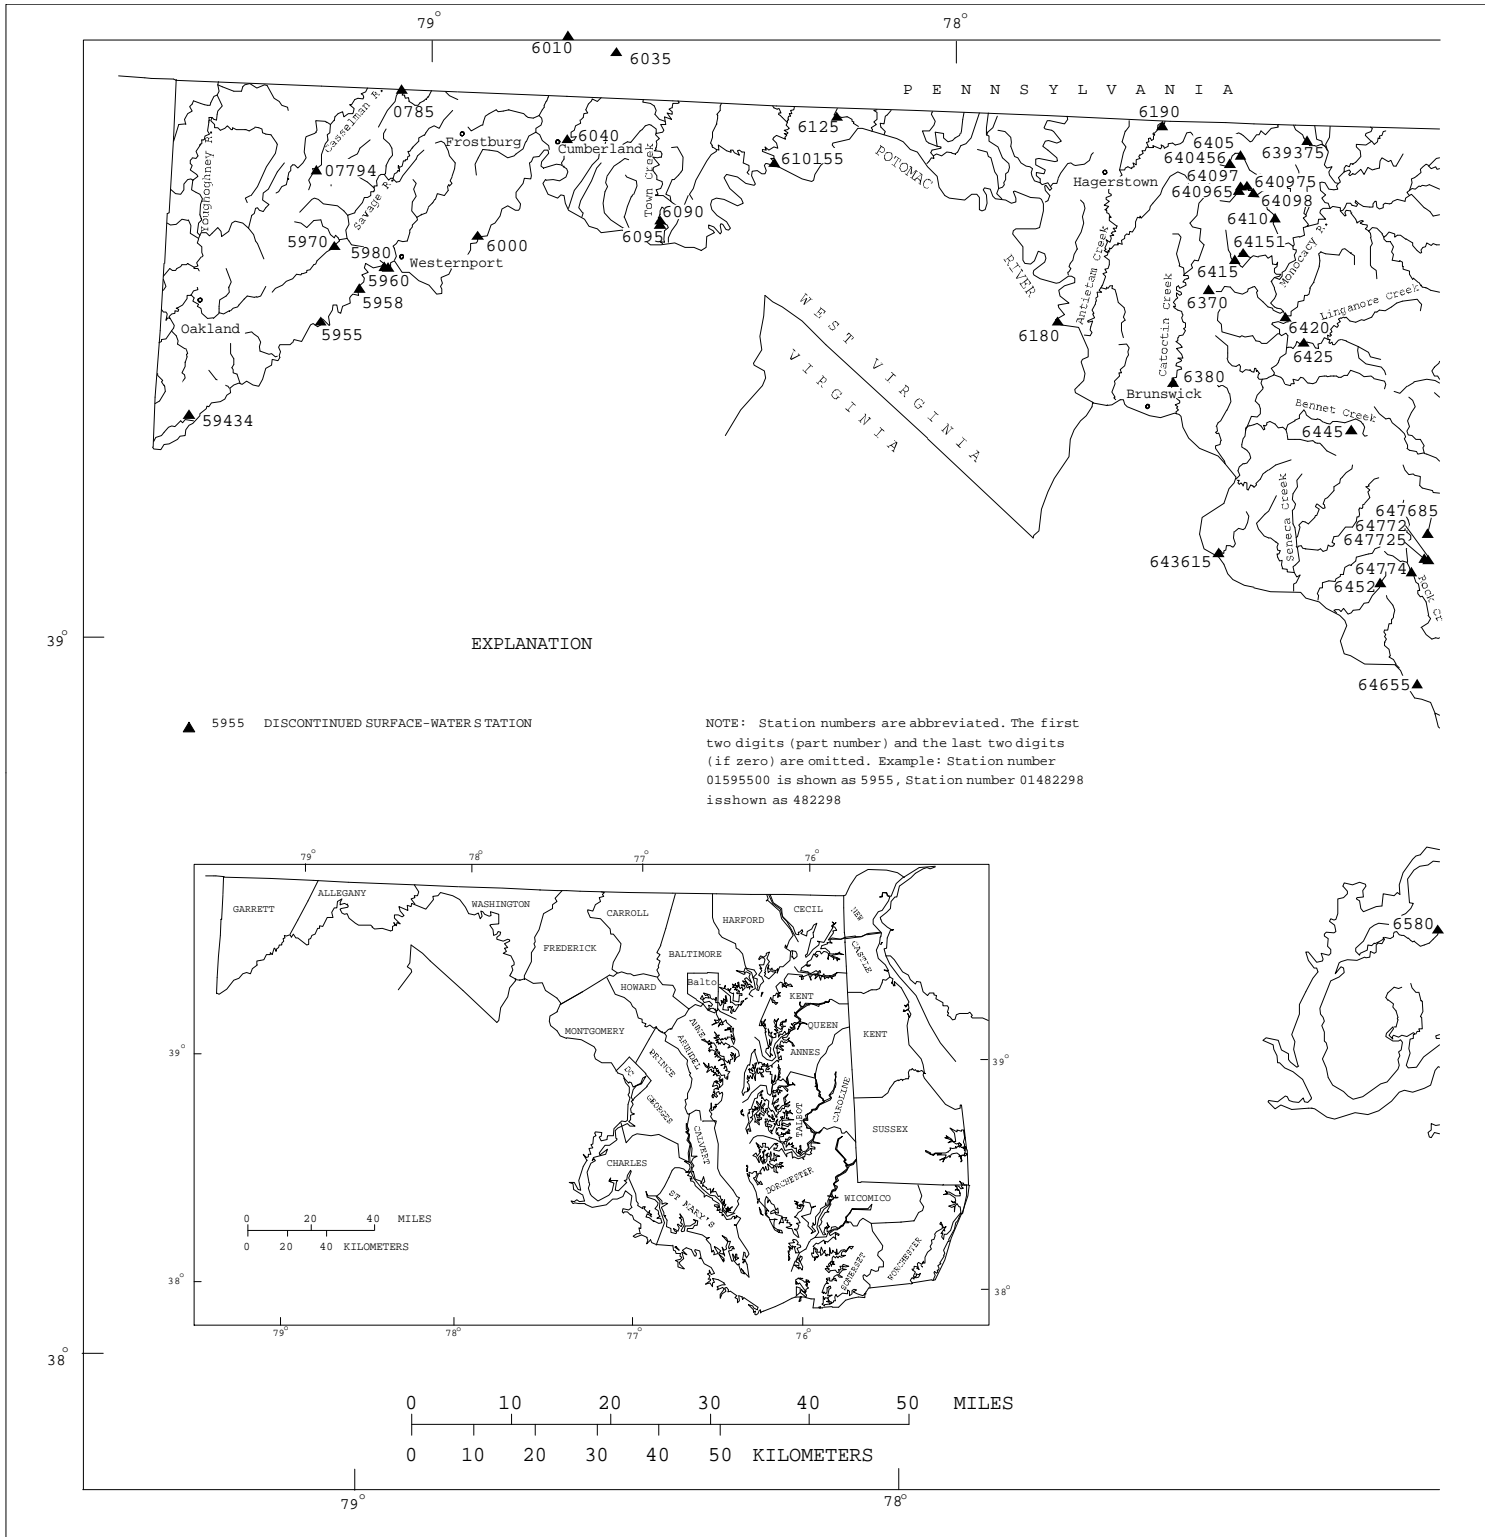 79°
78°
6010
6035
P E N N S Y L V A N I A
0785
6190
6125
6040
Frostburg
Cumberland
Casselman R.
Youghoghney R.
07794
Savage R.
Town Creek
610155
POTOMAC
Hagerstown
6405
640456
639375
64097
640975
640965
64098
6090
6095
6410
5970
5980
6000
Westernport
5960
5958
64151
6415
Monocacy R.
RIVER
Antietam Creek
Catoctin Creek
6370
Linganore Creek
Oakland
5955
6180
6420
6425
W E S T V I R G I N I A
V I R G I N I A
6380
Brunswick
59434
Bennet Creek
6445
Seneca Creek
647685
64772
647725
643615
64774
6452
Rock Cr
39°
EXPLANATION
64655
5955 DISCONTINUED SURFACE-WATER STATION
NOTE: Station numbers are abbreviated. The first
two digits (part number) and the last two digits
(if zero) are omitted. Example: Station number
01595500 is shown as 5955, Station number 01482298
isshown as 482298
79°
78°
77°
76°
GARRETT
ALLEGANY
WASHINGTON
CARROLL
HARFORD
CECIL
NEW
CASTLE
FREDERICK
BALTIMORE
Balto
HOWARD
KENT
MONTGOMERY
ANNE
ARUNDEL
QUEEN
ANNES
KENT
39°
39°
PRINCE
GEORGES
DC
CALVERT
TALBOT
CAROLINE
SUSSEX
CHARLES
ST MARY'S
DORCHESTER
WICOMICO
SOMERSET
WORCHESTER
0 20 40 MILES
0 20 40 KILOMETERS
38°
38°
79°
78°
77°
76°
6580
38°
0 10 20 30 40 50 MILES
0 10 20 30 40 50 KILOMETERS
79°
78°